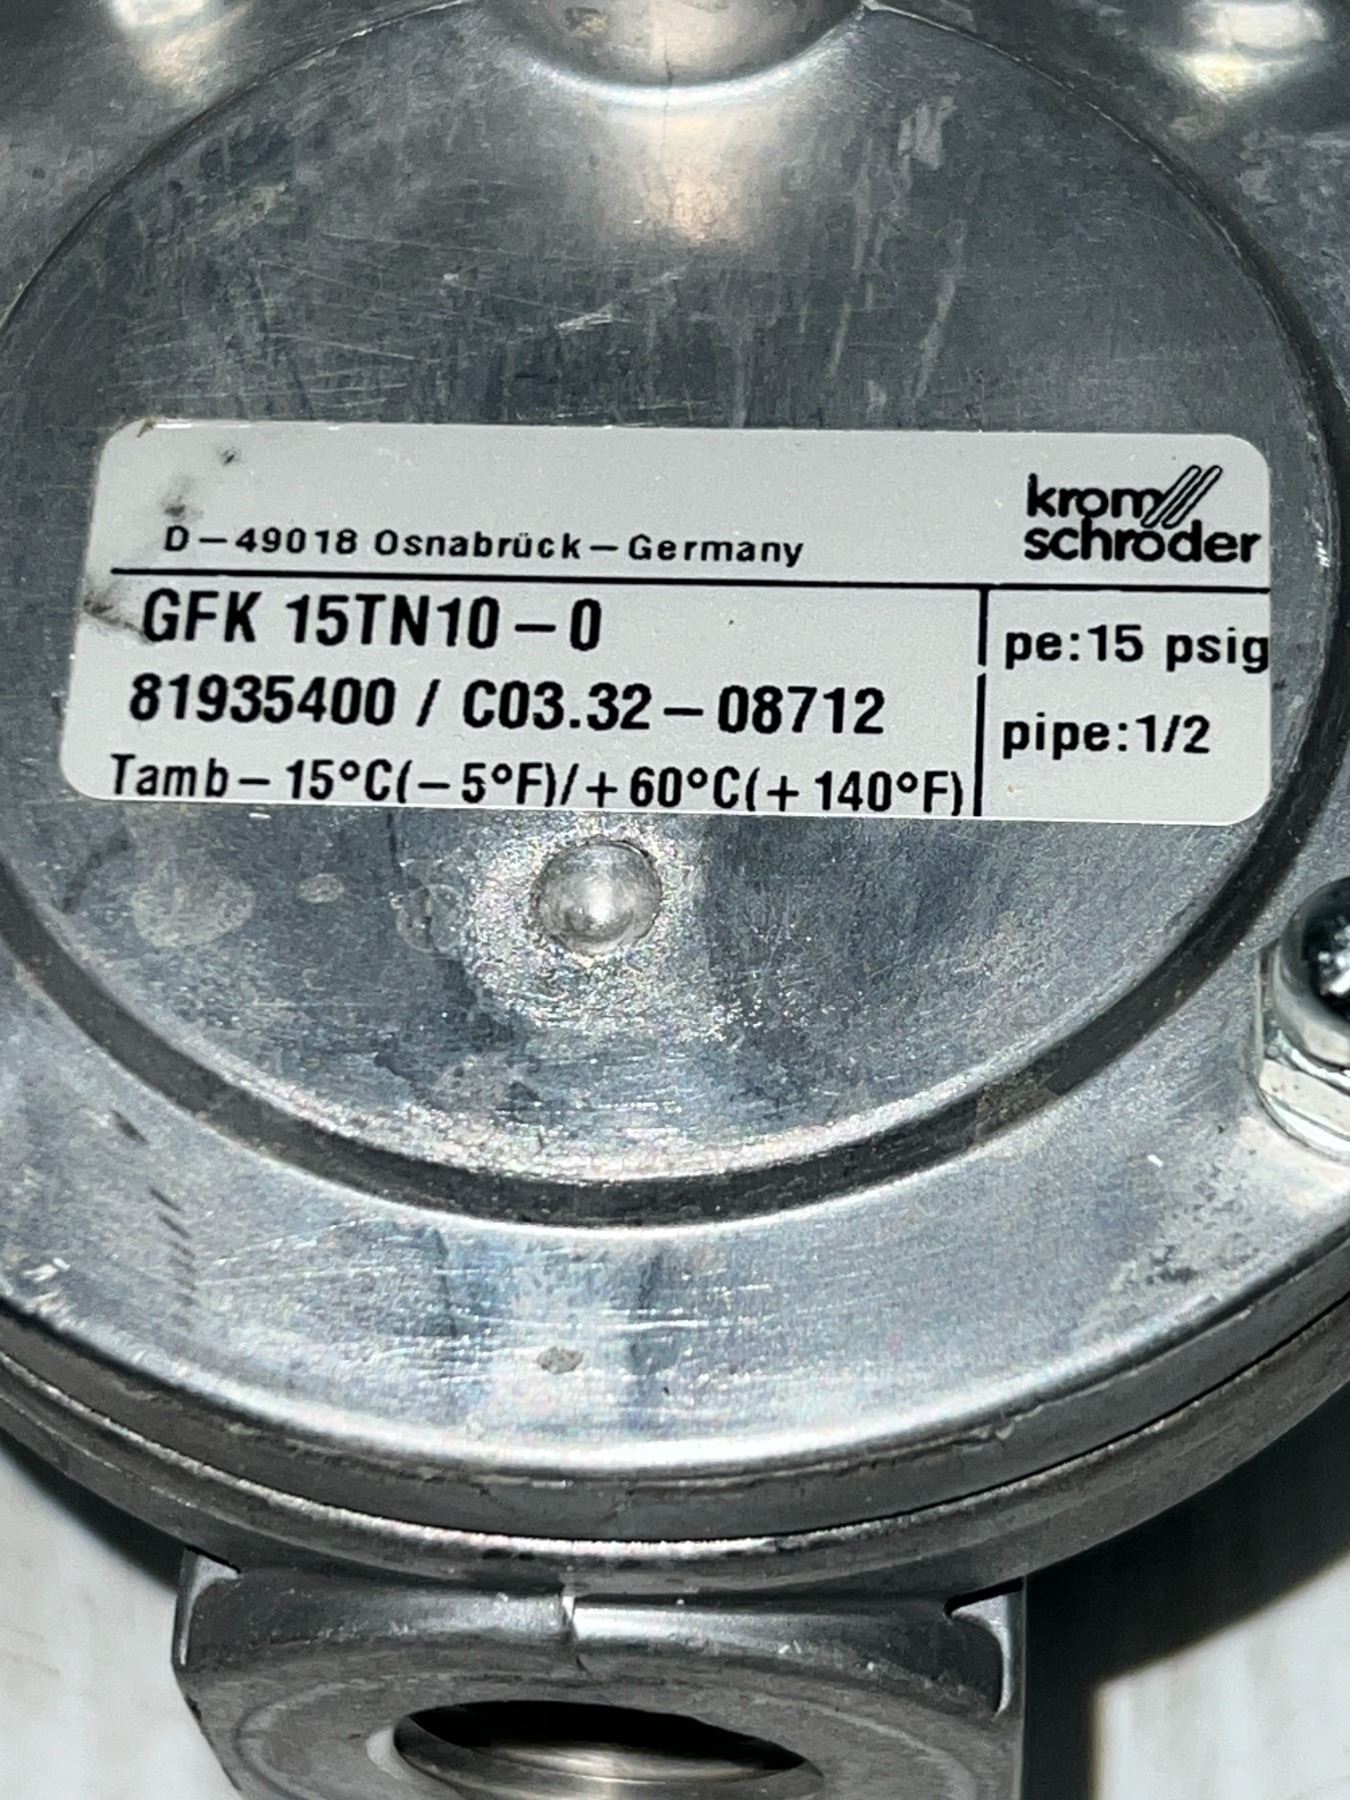 krom
schröder
D-49018 Osnabrück-Germany
GFK 15TN10-0
pe:15 psig
81935400 / C03.32-08712
pipe:1/2
Tamb-15°C(-5°F)/+60°C(+140°F)